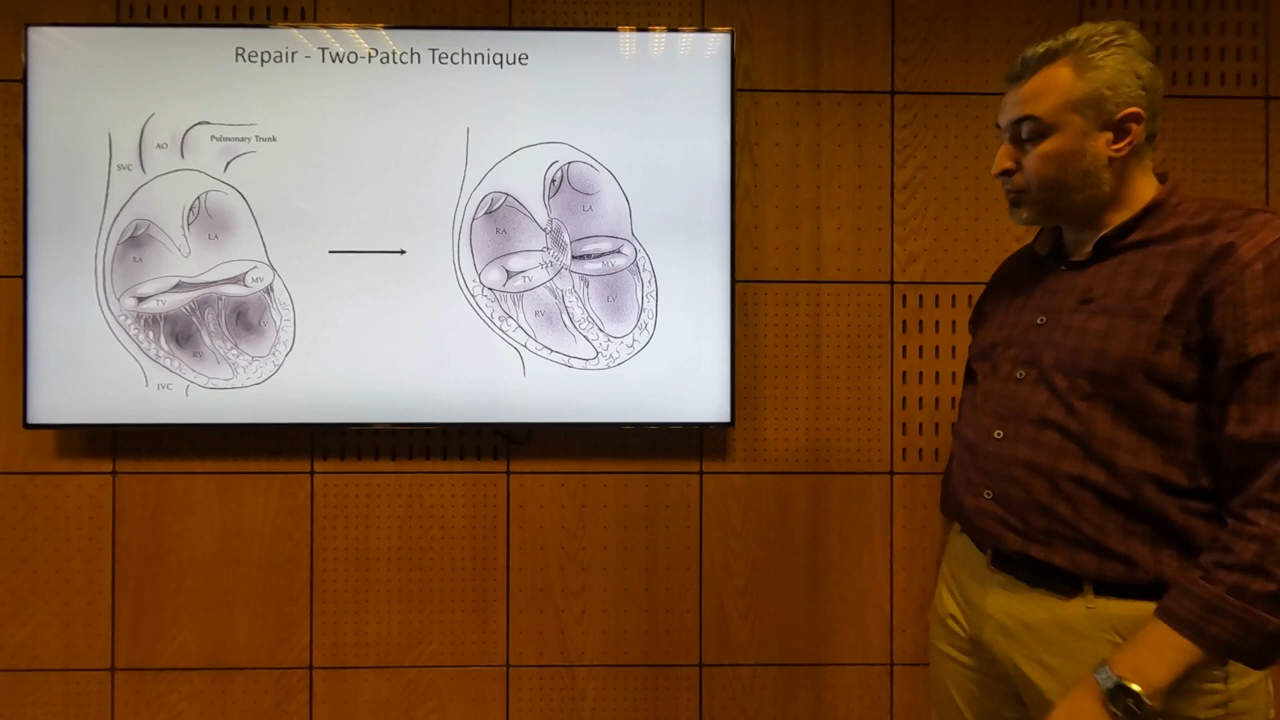 Repair - Two-Patch Technique
SVC
AO
Pulmonary Trunk
RA
LA
TV
MV
RV
LV
IVC
RA
LA
TV
MV
RV
LV